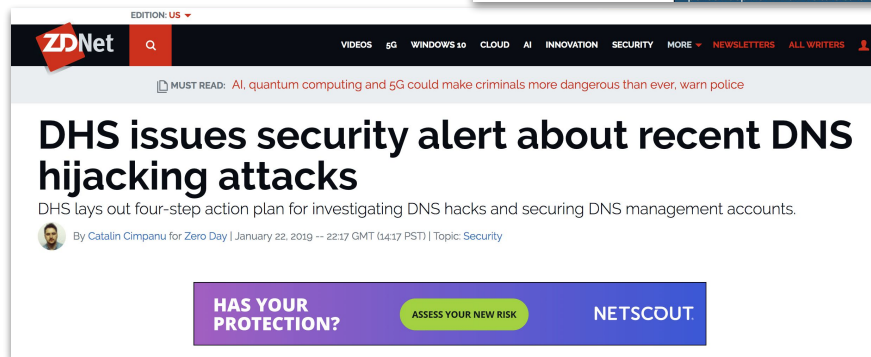 EDITION: US
ZDNet
VIDEOS 5G WINDOWS 10 CLOUD AI INNOVATION SECURITY MORE NEWSLETTERS ALL WRITERS
MUST READ: AI, quantum computing and 5G could make criminals more dangerous than ever, warn police
DHS issues security alert about recent DNS
hijacking attacks
DHS lays out four-step action plan for investigating DNS hacks and securing DNS management accounts.
By Catalin Cimpanu for Zero Day | January 22, 2019 -- 22:17 GMT (14:17 PST) | Topic: Security
HAS YOUR
PROTECTION?
ASSESS YOUR NEW RISK
NETSCOUT.